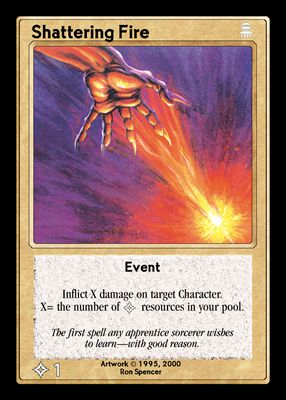 Shattering Fire
Event
Inflict X damage on target Character.
X= the number of resources in your pool.
The first spell any apprentice sorcerer wishes
to learn—with good reason.
Artwork © 1995, 2000
Ron Spencer
1